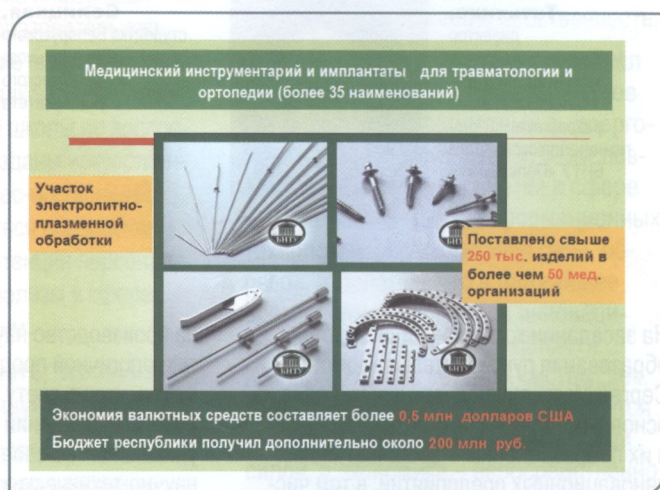 Медицинский инструментарий и имплантаты для травматологии и
ортопедии (более 35 наименований)
Участок
электролитно-
плазменной
обработки
БНТУ
БНТУ
Поставлено свыше
250 тыс. изделий в
более чем 50 мед.
организаций
БНТУ
БНТУ
Экономия валютных средств составляет более 0,5 млн долларов США
Бюджет республики получил дополнительно около 200 млн руб.